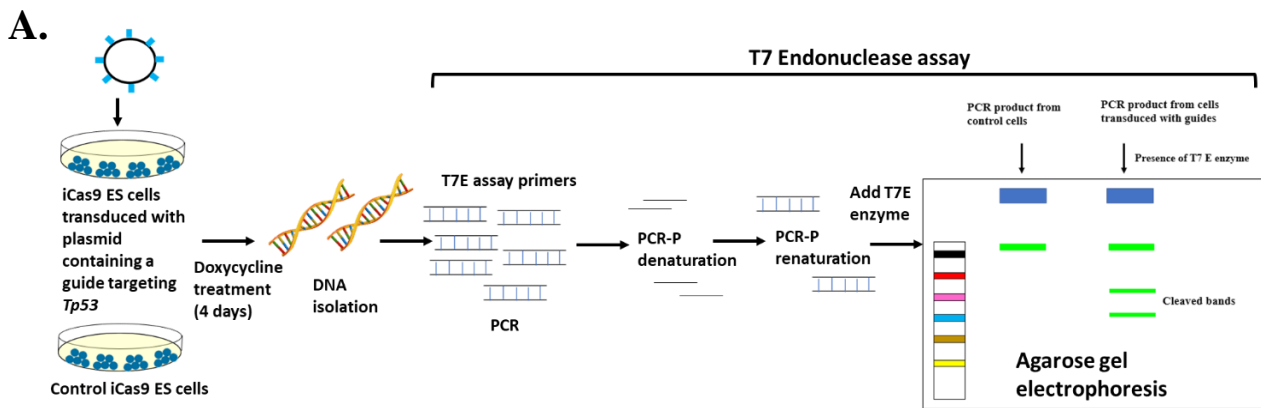 A.
T7 Endonuclease assay
iCas9 ES cells
transduced with
plasmid
containing a
guide targeting
Tp53
Control iCas9 ES cells
Doxycycline
treatment
(4 days)
DNA
isolation
T7E assay primers
PCR
PCR-P
denaturation
PCR-P
renaturation
Add T7E
enzyme
PCR product from
control cells
PCR product from cells
transduced with guides
Presence of T7 E enzyme
Cleaved bands
Agarose gel
electrophoresis